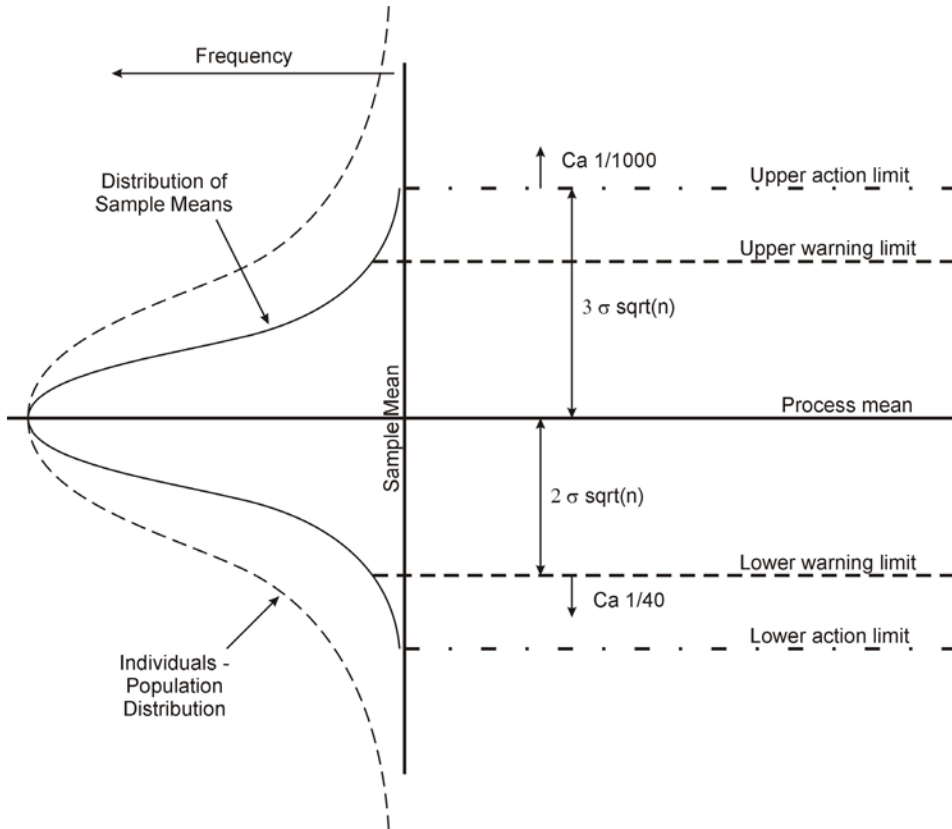 Frequency
Ca 1/1000
Upper action limit
Distribution of
Sample Means
Upper warning limit
3 σ sqrt(n)
Sample Mean
Process mean
2 σ sqrt(n)
Lower warning limit
Ca 1/40
Lower action limit
Individuals -
Population
Distribution